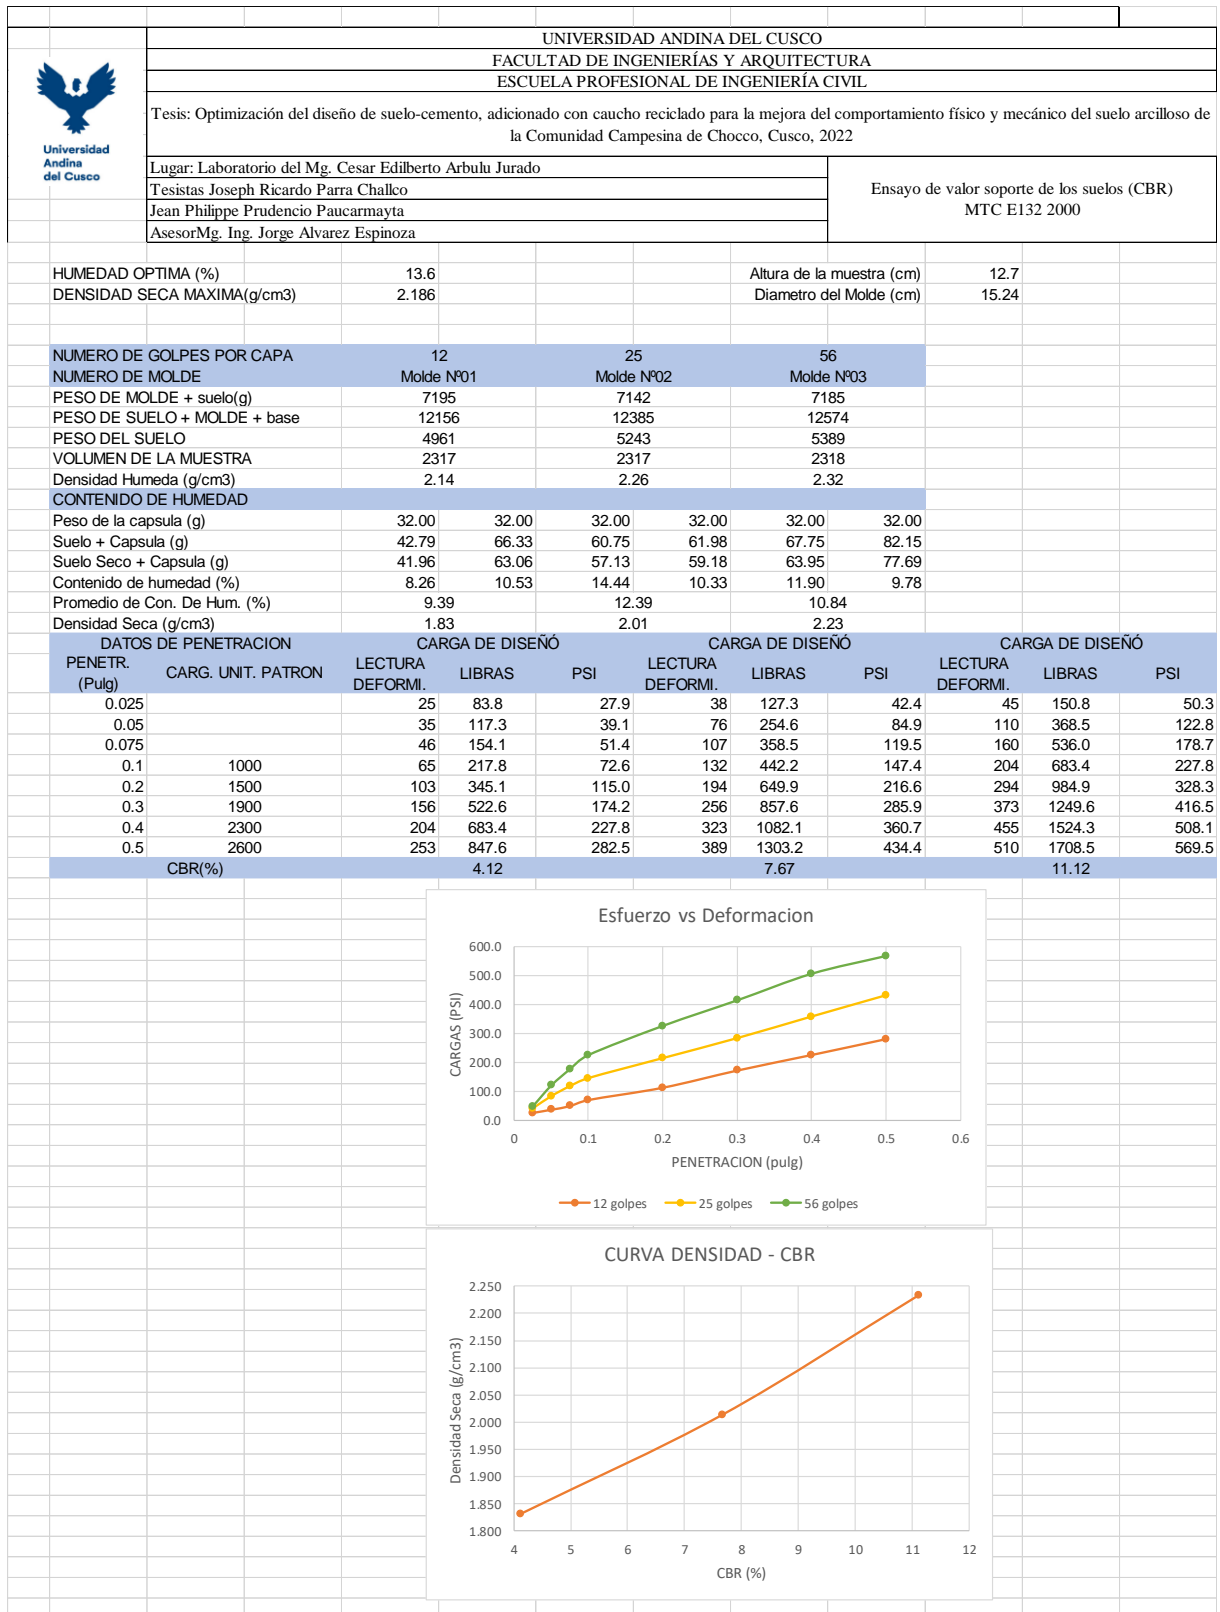 UNIVERSIDAD ANDINA DEL CUSCO
FACULTAD DE INGENIERÍAS Y ARQUITECTURA
ESCUELA PROFESIONAL DE INGENIERÍA CIVIL
Universidad
Andina
del Cusco
Tesis: Optimización del diseño de suelo-cemento, adicionado con caucho reciclado para la mejora del comportamiento físico y mecánico del suelo arcilloso de
la Comunidad Campesina de Chocco, Cusco, 2022
Lugar: Laboratorio del Mg. Cesar Edilberto Arbulu Jurado
Tesistas Joseph Ricardo Parra Challco
Jean Philippe Prudencio Paucarmayta
AsesorMg. Ing. Jorge Alvarez Espinoza
Ensayo de valor soporte de los suelos (CBR)
MTC E132 2000
HUMEDAD OPTIMA (%) 13.6 Altura de la muestra (cm) 12.7
DENSIDAD SECA MAXIMA(g/cm3) 2.186 Diametro del Molde (cm) 15.24
NUMERO DE GOLPES POR CAPA 12 25 56
NUMERO DE MOLDE Molde Nº01 Molde Nº02 Molde Nº03
PESO DE MOLDE + suelo(g) 7195 7142 7185
PESO DE SUELO + MOLDE + base 12156 12385 12574
PESO DEL SUELO 4961 5243 5389
VOLUMEN DE LA MUESTRA 2317 2317 2318
Densidad Humeda (g/cm3) 2.14 2.26 2.32
CONTENIDO DE HUMEDAD
Peso de la capsula (g) 32.00 32.00 32.00 32.00 32.00 32.00
Suelo + Capsula (g) 42.79 66.33 60.75 61.98 67.75 82.15
Suelo Seco + Capsula (g) 41.96 63.06 57.13 59.18 63.95 77.69
Contenido de humedad (%) 8.26 10.53 14.44 10.33 11.90 9.78
Promedio de Con. De Hum. (%) 9.39 12.39 10.84
Densidad Seca (g/cm3) 1.83 2.01 2.23
DATOS DE PENETRACION CARGA DE DISEÑÓ CARGA DE DISEÑÓ CARGA DE DISEÑÓ
PENETR. (Pulg) CARG. UNIT. PATRON LECTURA DEFORMI. LIBRAS PSI LECTURA DEFORMI. LIBRAS PSI LECTURA DEFORMI. LIBRAS PSI
0.025 25 83.8 27.9 38 127.3 42.4 45 150.8 50.3
0.05 35 117.3 39.1 76 254.6 84.9 110 368.5 122.8
0.075 46 154.1 51.4 107 358.5 119.5 160 536.0 178.7
0.1 1000 65 217.8 72.6 132 442.2 147.4 204 683.4 227.8
0.2 1500 103 345.1 115.0 194 649.9 216.6 294 984.9 328.3
0.3 1900 156 522.6 174.2 256 857.6 285.9 373 1249.6 416.5
0.4 2300 204 683.4 227.8 323 1082.1 360.7 455 1524.3 508.1
0.5 2600 253 847.6 282.5 389 1303.2 434.4 510 1708.5 569.5
CBR(%) 4.12 7.67 11.12
Esfuerzo vs Deformacion
CARGAS (PSI)
600.0
500.0
400.0
300.0
200.0
100.0
0.0
0 0.1 0.2 0.3 0.4 0.5 0.6
PENETRACION (pulg)
12 golpes 25 golpes 56 golpes
CURVA DENSIDAD - CBR
Densidad Seca (g/cm3)
2.250
2.200
2.150
2.100
2.050
2.000
1.950
1.900
1.850
1.800
4 5 6 7 8 9 10 11 12
CBR (%)